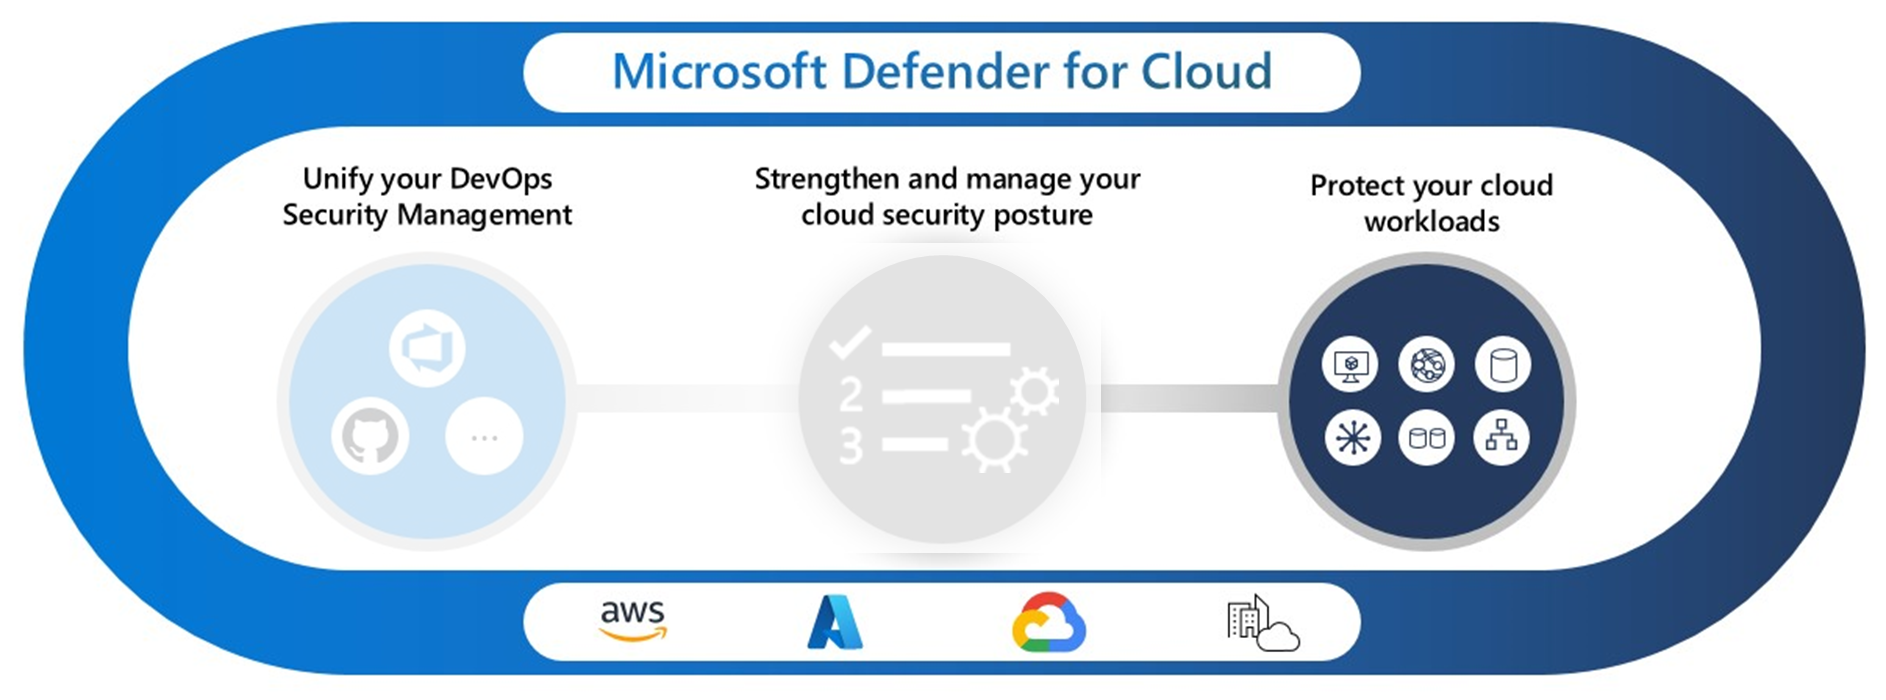 Microsoft Defender for Cloud
Unify your DevOps
Security Management
Strengthen and manage your
cloud security posture
Protect your cloud
workloads
2
3
aws